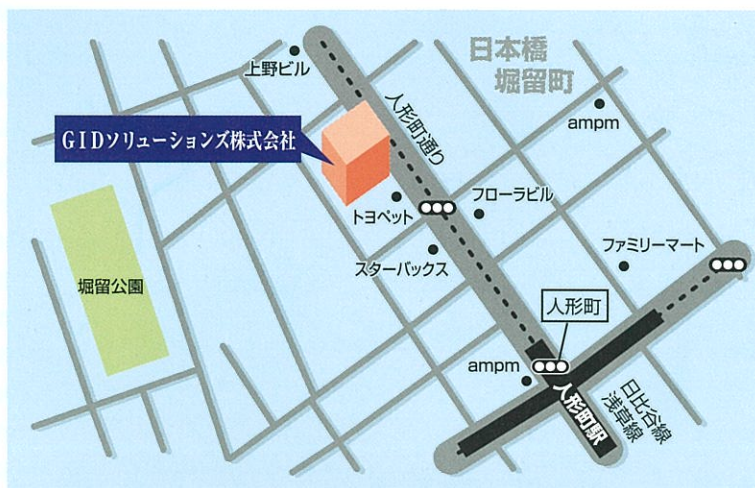 日本橋
堀留町
上野ビル
人形町通り
ampm
GIDソリューションズ株式会社
トヨペット
フローラビル
スターバックス
ファミリーマート
堀留公園
人形町
ampm
人形町駅
日比谷線
浅草線